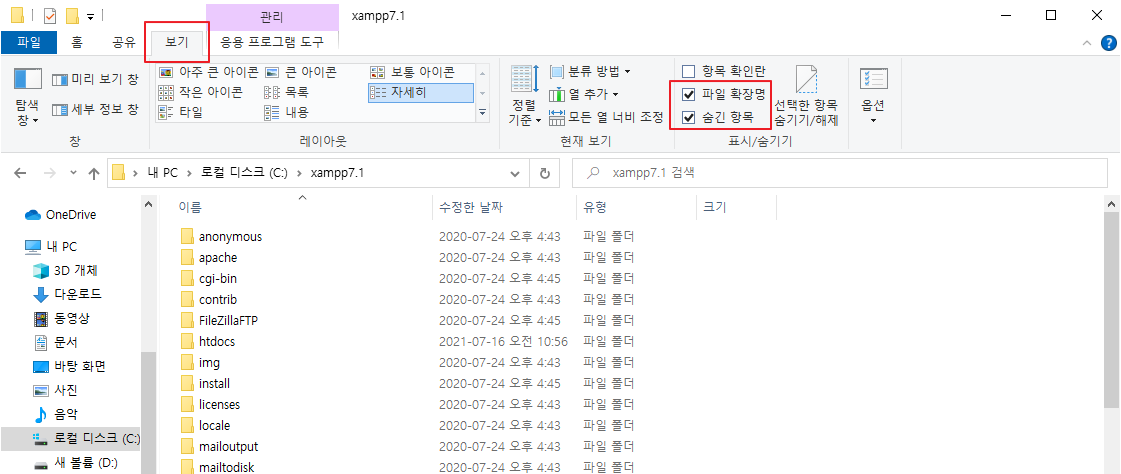 관리 xampp7.1
파일 홈 공유 보기 응용 프로그램 도구
탐색 창
미리 보기 창
세부 정보 창
창
아주 큰 아이콘 큰 아이콘 보통 아이콘
작은 아이콘 목록 자세히
타일 내용
레이아웃
정렬 기준
분류 방법
열 추가
모든 열 너비 조정
현재 보기
항목 확인란
파일 확장명
숨긴 항목
선택한 항목
숨기기/해제
표시/숨기기
옵션
내 PC 로컬 디스크 (C:) xampp7.1
xampp7.1 검색
OneDrive
내 PC
3D 개체
다운로드
동영상
문서
바탕 화면
사진
음악
로컬 디스크 (C:)
새 볼륨 (D:)
이름 수정한 날짜 유형 크기
anonymous 2020-07-24 오후 4:43 파일 폴더
apache 2020-07-24 오후 4:43 파일 폴더
cgi-bin 2020-07-24 오후 4:45 파일 폴더
contrib 2020-07-24 오후 4:43 파일 폴더
FileZillaFTP 2020-07-24 오후 4:45 파일 폴더
htdocs 2021-07-16 오전 10:56 파일 폴더
img 2020-07-24 오후 4:43 파일 폴더
install 2020-07-24 오후 4:45 파일 폴더
licenses 2020-07-24 오후 4:43 파일 폴더
locale 2020-07-24 오후 4:43 파일 폴더
mailoutput 2020-07-24 오후 4:43 파일 폴더
mailtodisk 2020-07-24 오후 4:43 파일 폴더